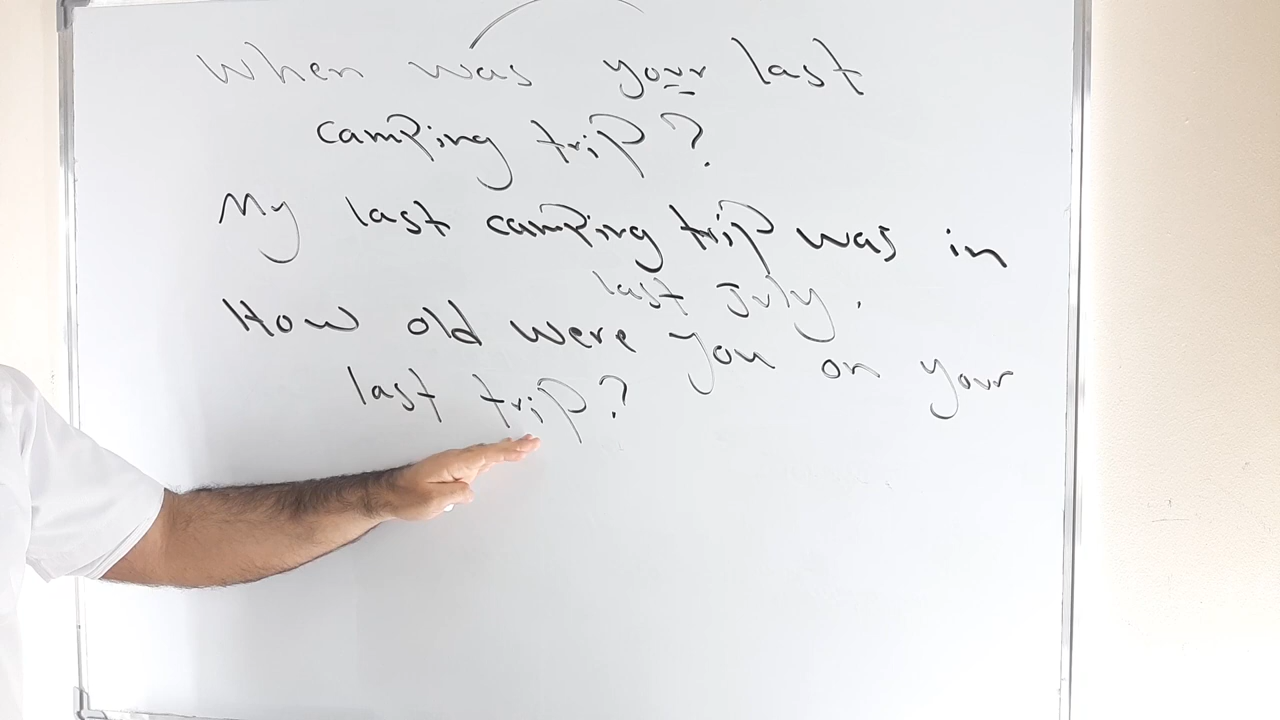 When was your last
camping trip?
My last camping trip was in
last July.
How old were you on your
last trip?